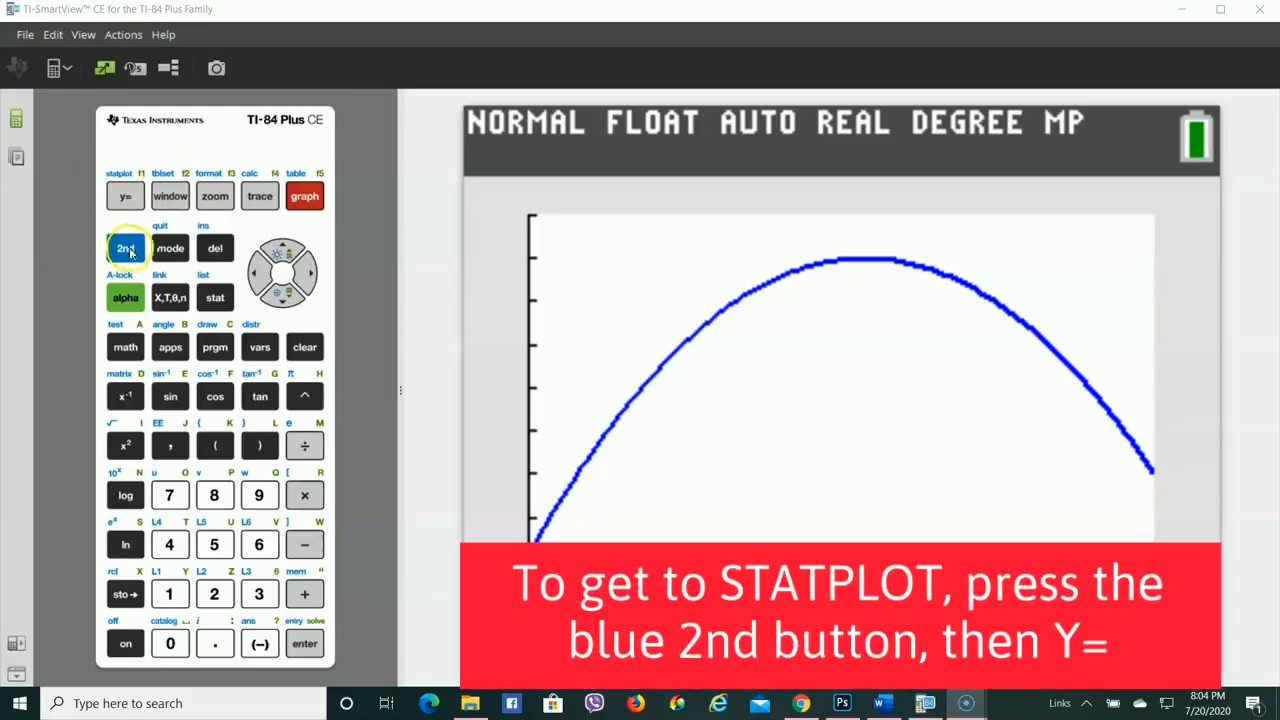 TI-SmartView™ CE for the TI-84 Plus Family
File Edit View Actions Help
TEXAS INSTRUMENTS TI-84 Plus CE
statplot f1 tblset f2 format f3 calc f4 table f5
y= window zoom trace graph
quit ins
2nd mode del
A-lock link list
alpha X,T,θ,n stat
test A angle B draw C distr
math apps prgm vars clear
matrix D sin⁻¹ E cos⁻¹ F tan⁻¹ G π H
x⁻¹ sin cos tan ^
√ I EE J { K } L e M
x² , ( ) ÷
10ˣ N u O v P w Q [ R
log 7 8 9 ×
eˣ S L4 T L5 U L6 V ] W
ln 4 5 6 −
rcl X L1 Y L2 Z L3 θ mem "
sto→ 1 2 3 +
off catalog ⎵ i : ans ? entry solve
on 0 . (−) enter
NORMAL FLOAT AUTO REAL DEGREE MP
To get to STATPLOT, press the
blue 2nd button, then Y=
Type here to search
Links
8:04 PM
7/20/2020